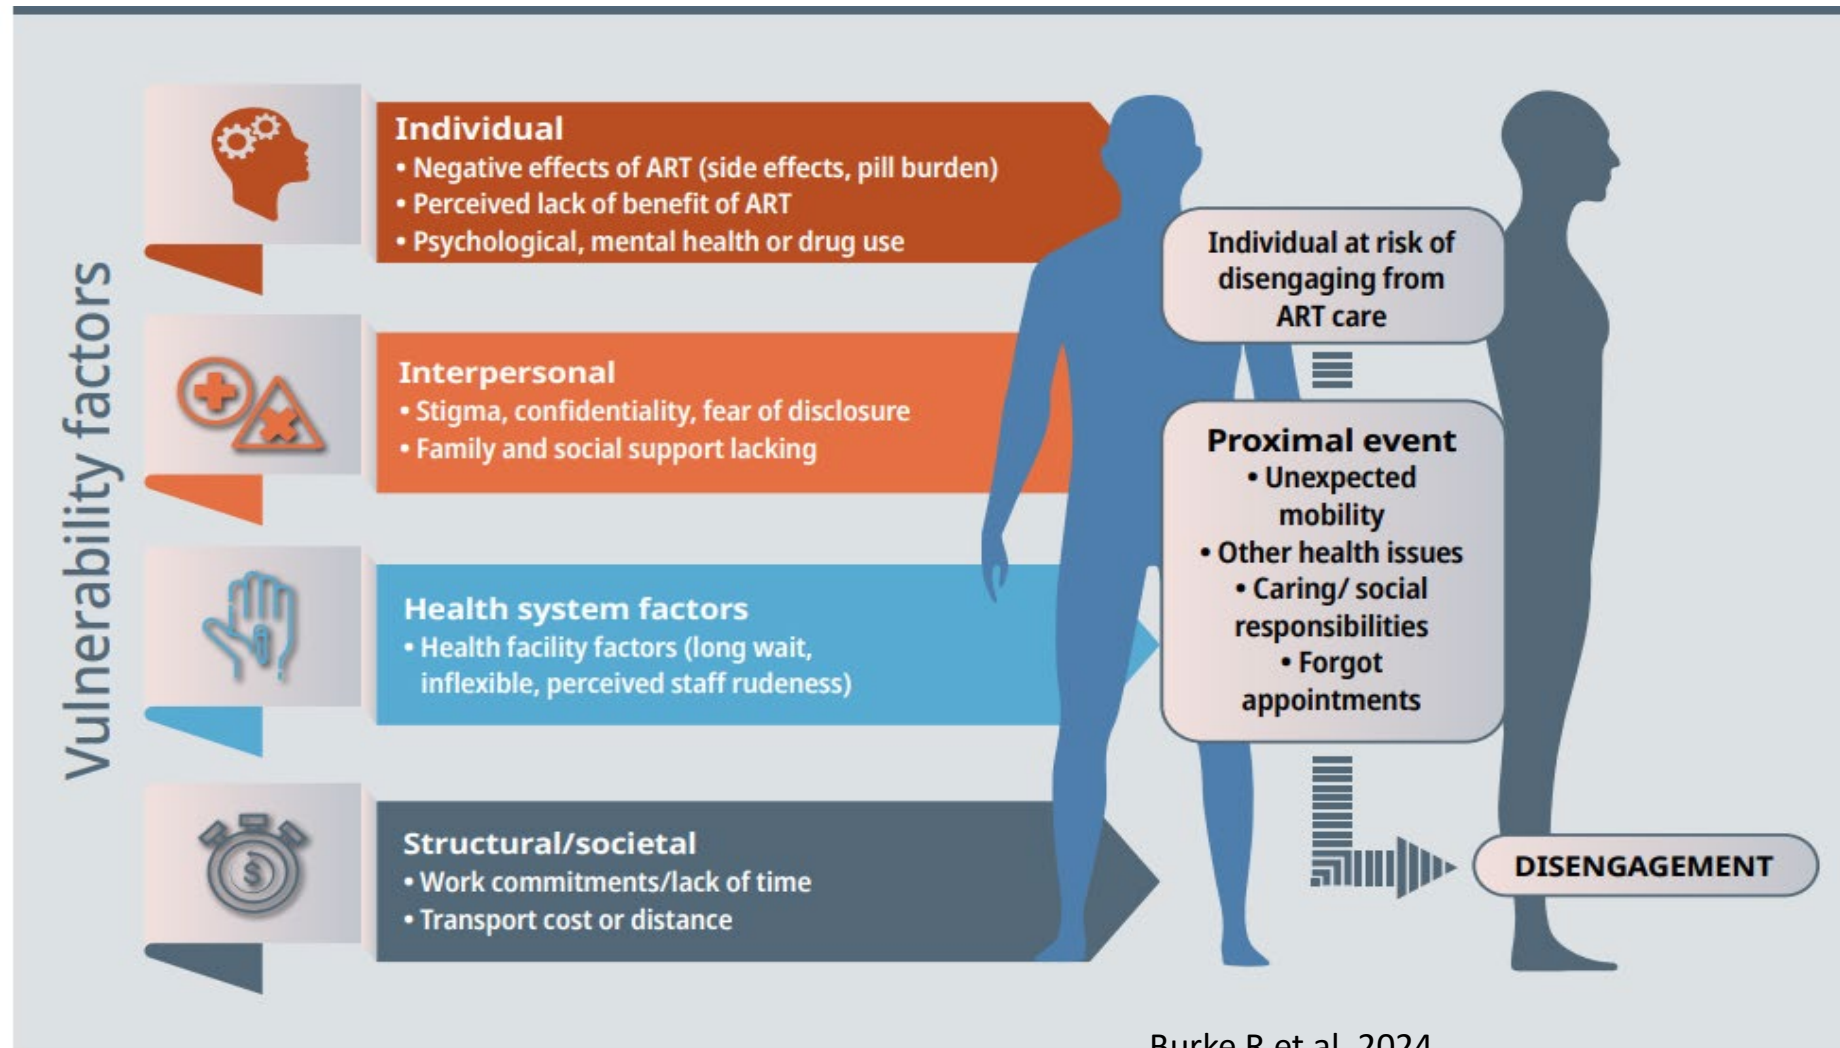 Vulnerability factors
Individual
• Negative effects of ART (side effects, pill burden)
• Perceived lack of benefit of ART
• Psychological, mental health or drug use
Interpersonal
• Stigma, confidentiality, fear of disclosure
• Family and social support lacking
Health system factors
• Health facility factors (long wait,
inflexible, perceived staff rudeness)
$
Structural/societal
• Work commitments/lack of time
• Transport cost or distance
Individual at risk of
disengaging from
ART care
Proximal event
• Unexpected
mobility
• Other health issues
• Caring/ social
responsibilities
• Forgot
appointments
DISENGAGEMENT
Burke R et al. 2024